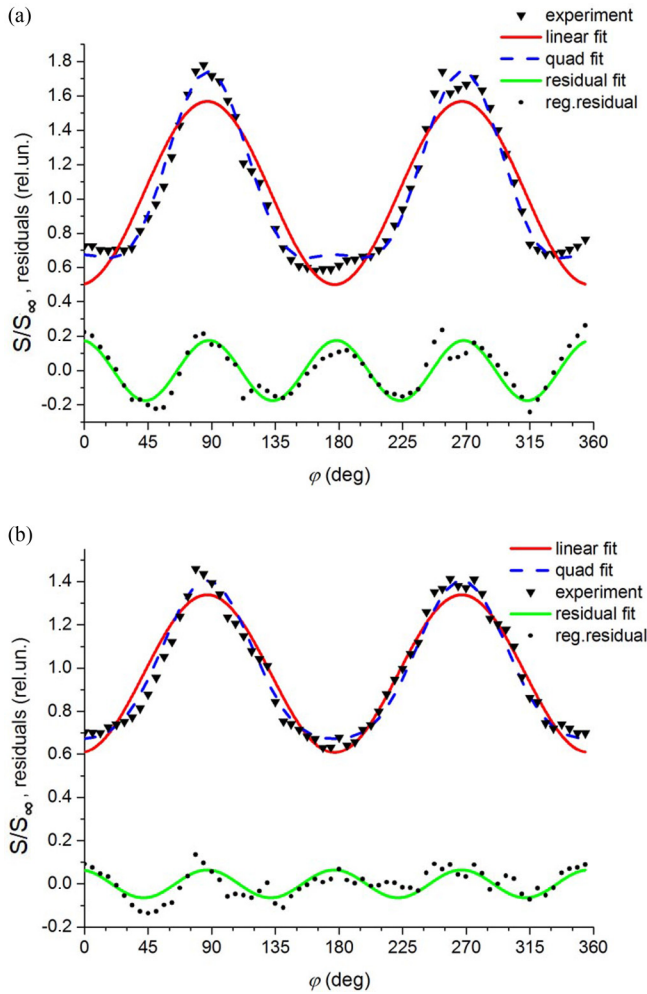 (a)
experiment
linear fit
quad fit
residual fit
reg.residual
S/S∞ , residuals (rel.un.)
1.8
1.6
1.4
1.2
1.0
0.8
0.6
0.4
0.2
0.0
-0.2
0 45 90 135 180 225 270 315 360
φ (deg)
(b)
linear fit
quad fit
experiment
residual fit
reg.residual
S/S∞ , residuals (rel.un.)
1.4
1.2
1.0
0.8
0.6
0.4
0.2
0.0
-0.2
0 45 90 135 180 225 270 315 360
φ (deg)